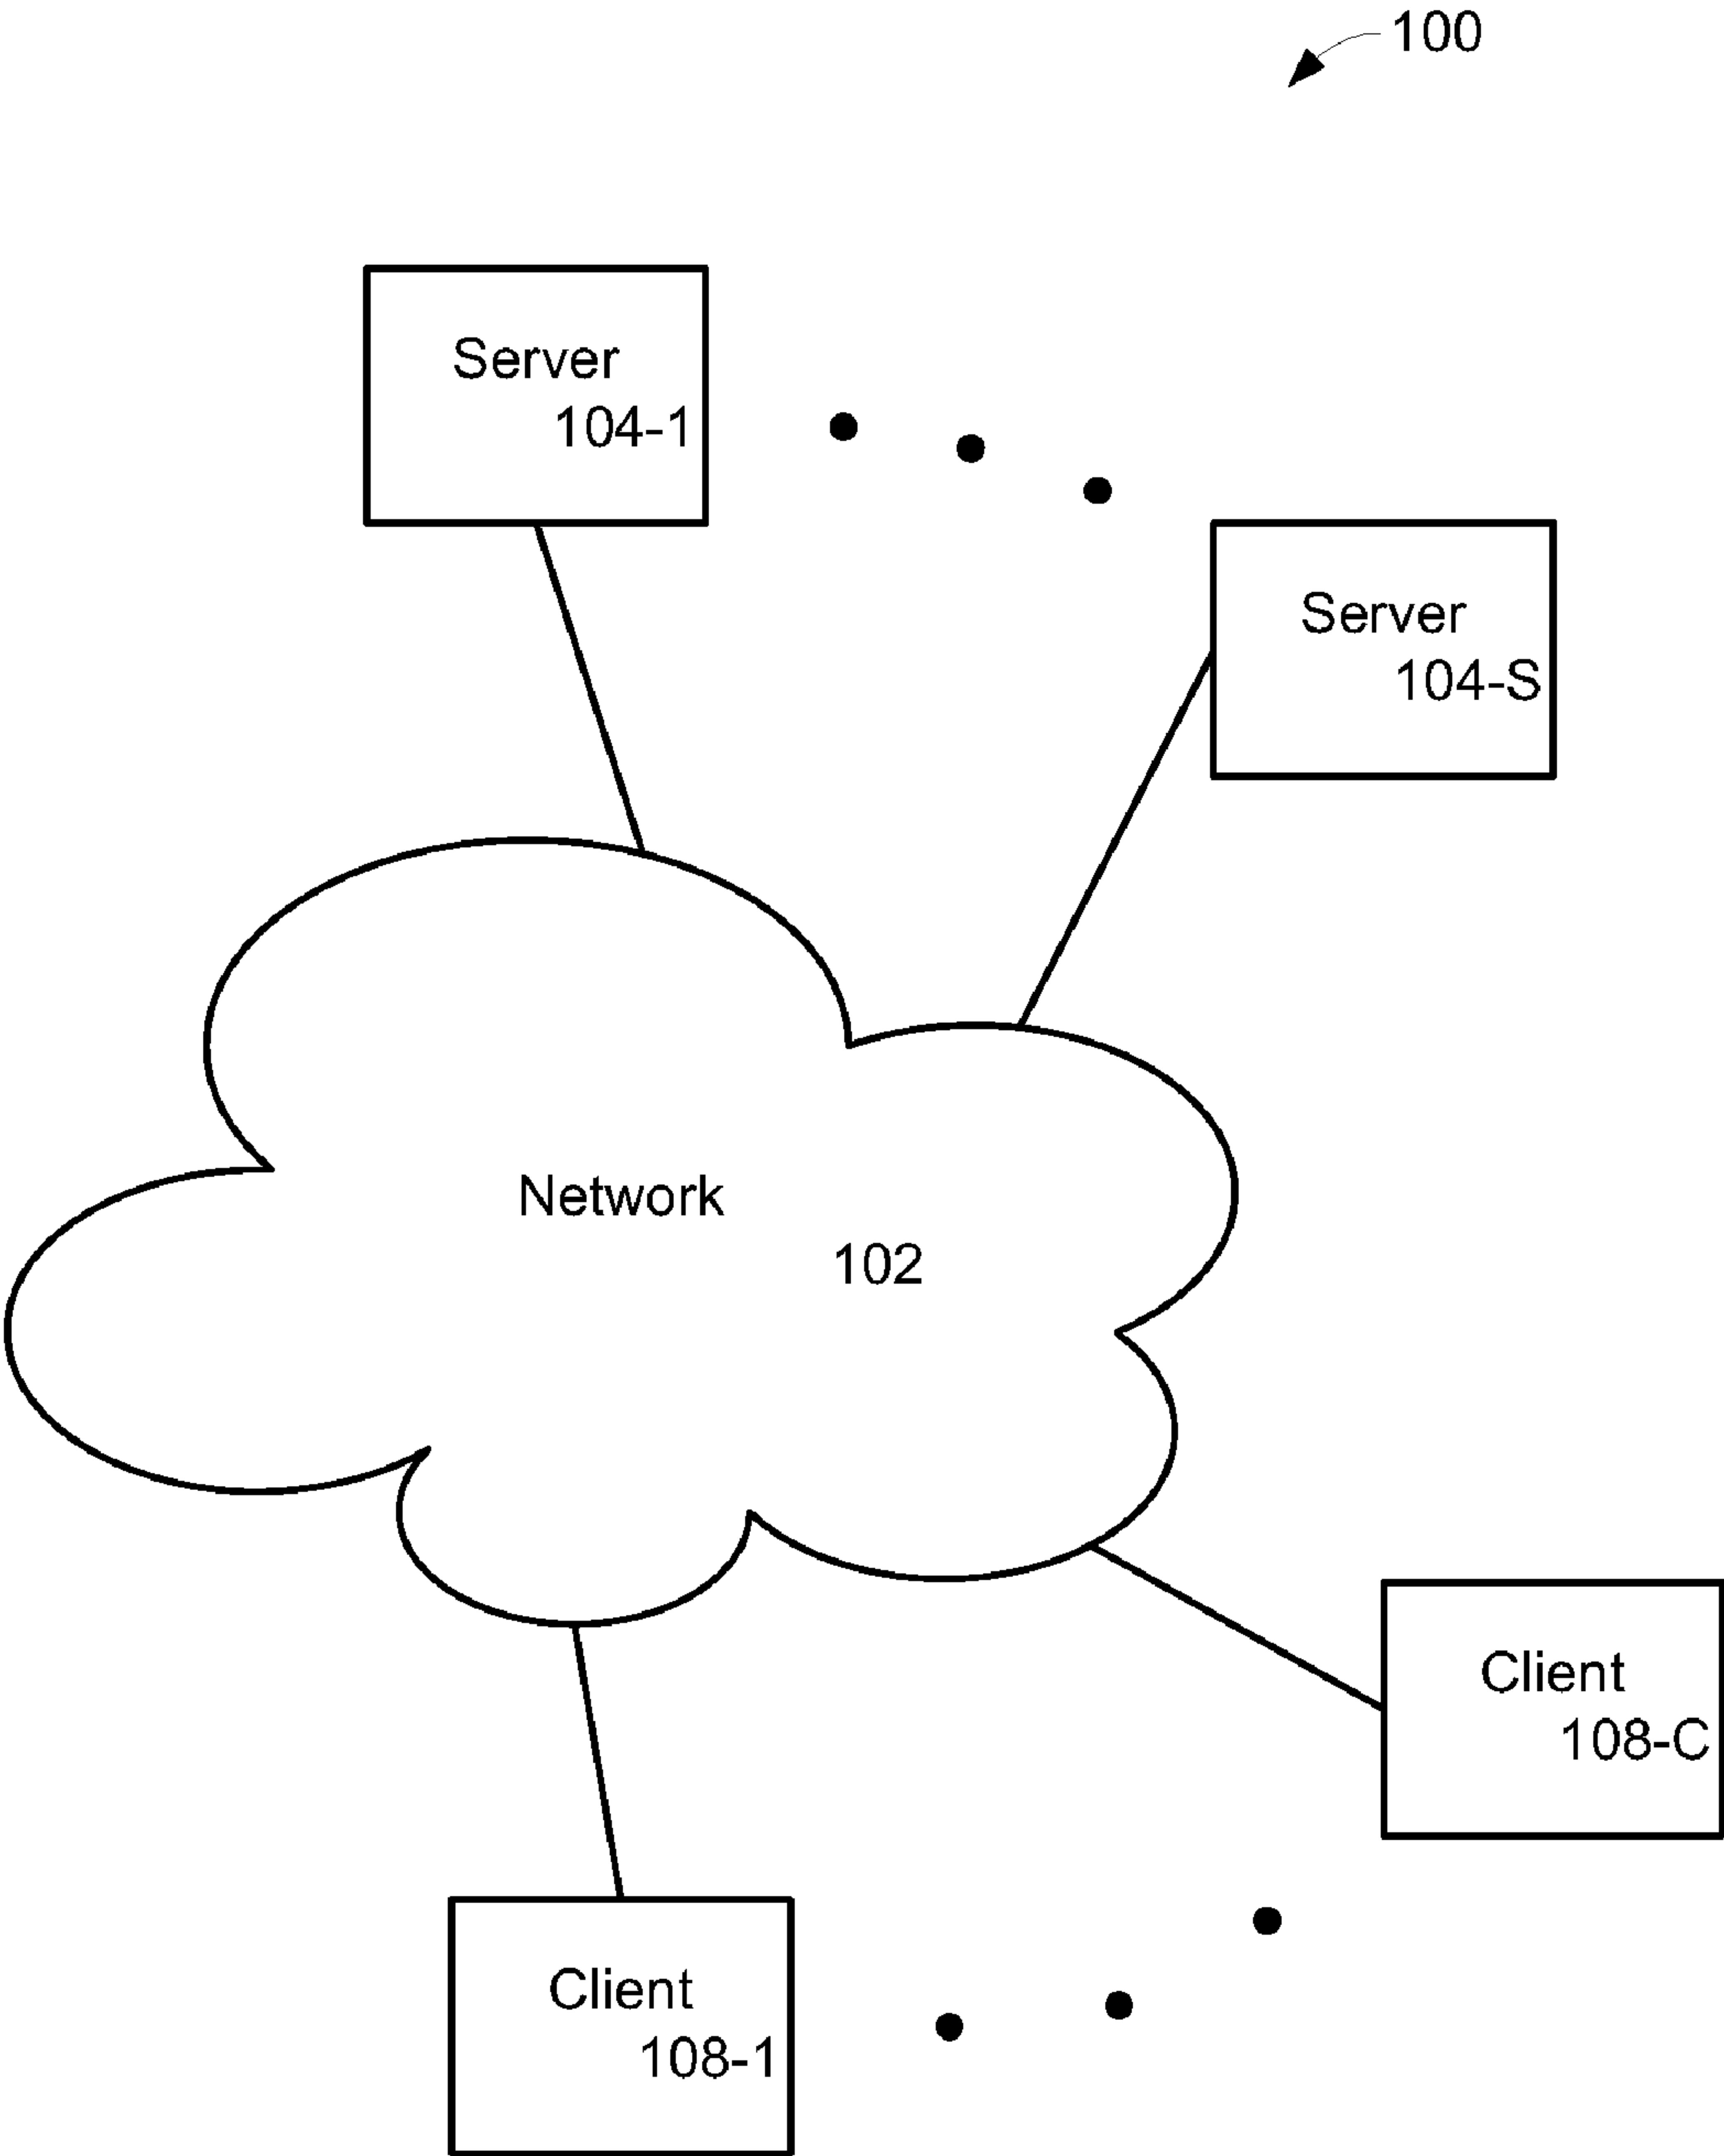 100
Server
104-1
Server
104-S
Network
102
Client
108-C
Client
108-1